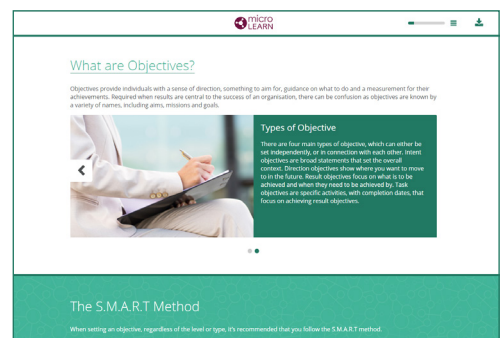 micro
LEARN
What are Objectives?
Objectives provide individuals with a sense of direction, something to aim for, guidance on what to do and a measurement for their
achievements. Required when results are central to the success of an organisation, there can be confusion as objectives are known by
a variety of names, including aims, missions and goals.
Types of Objective
There are four main types of objective, which can either be
set independently, or in connection with each other. Intent
objectives are broad statements that set the overall
context. Direction objectives show where you want to move
to in the future. Result objectives focus on what is to be
achieved and when they need to be achieved by. Task
objectives are specific activities, with completion dates, that
focus on achieving result objectives.
The S.M.A.R.T Method
When setting an objective, regardless of the level or type, it's recommended that you follow the S.M.A.R.T method.